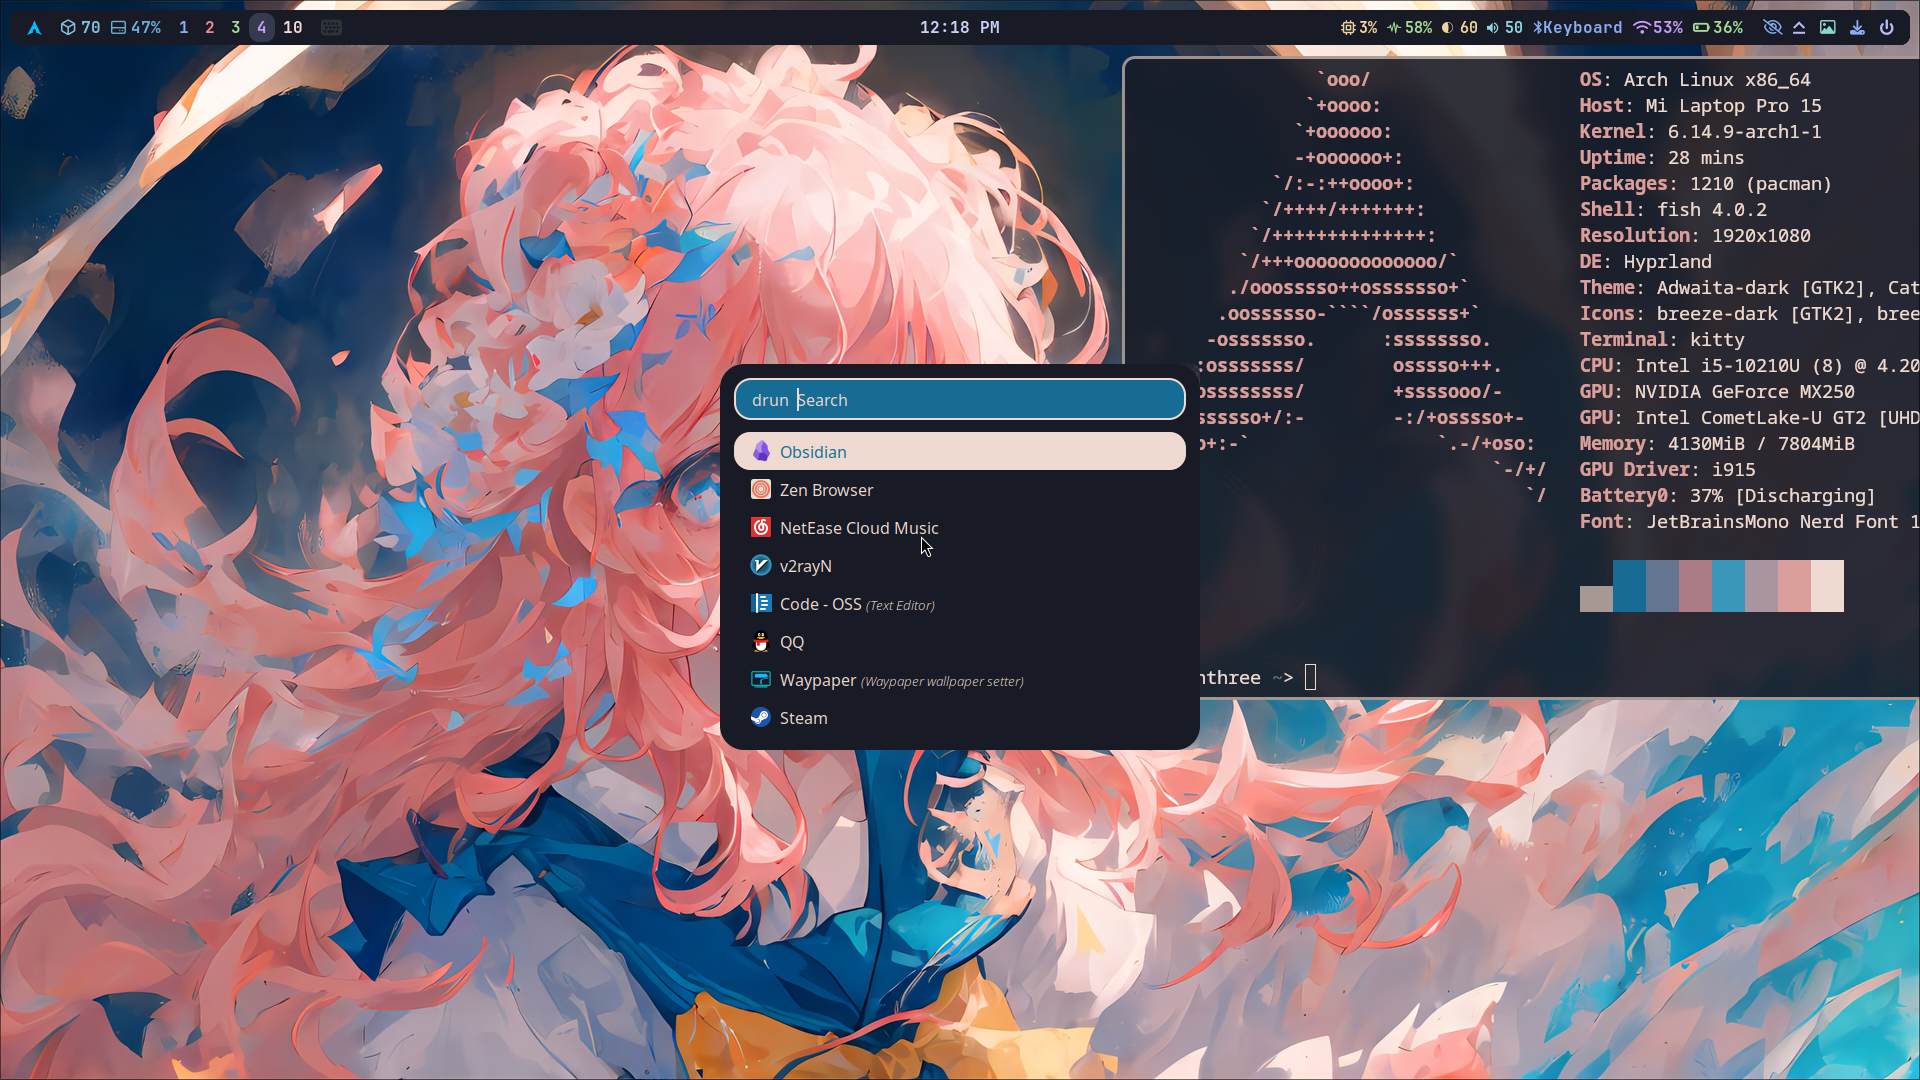 70 47% 1 2 3 4 10
12:18 PM
3% 58% 60 50 Keyboard 53% 36%
`ooo/
`+oooo:
`+oooooo:
-+oooooo+:
`/:-:++oooo+:
`/++++/+++++++:
`/++++++++++++++:
`/+++ooooooooooooo/`
./ooosssso++osssssso+`
.oossssso-````/ossssss+`
-osssssso. :ssssssso.
:osssssss/ osssso+++.
ossssssss/ +ssssooo/-
ssssso+/:- -:/+osssso+-
o+:-` `.-/+oso:
`-/+/
`/
OS: Arch Linux x86_64
Host: Mi Laptop Pro 15
Kernel: 6.14.9-arch1-1
Uptime: 28 mins
Packages: 1210 (pacman)
Shell: fish 4.0.2
Resolution: 1920x1080
DE: Hyprland
Theme: Adwaita-dark [GTK2], Cat
Icons: breeze-dark [GTK2], bree
Terminal: kitty
CPU: Intel i5-10210U (8) @ 4.20
GPU: NVIDIA GeForce MX250
GPU: Intel CometLake-U GT2 [UHD
Memory: 4130MiB / 7804MiB
GPU Driver: i915
Battery0: 37% [Discharging]
Font: JetBrainsMono Nerd Font 1
nthree ~>
drun Search
Obsidian
Zen Browser
NetEase Cloud Music
v2rayN
Code - OSS (Text Editor)
QQ
Waypaper (Waypaper wallpaper setter)
Steam